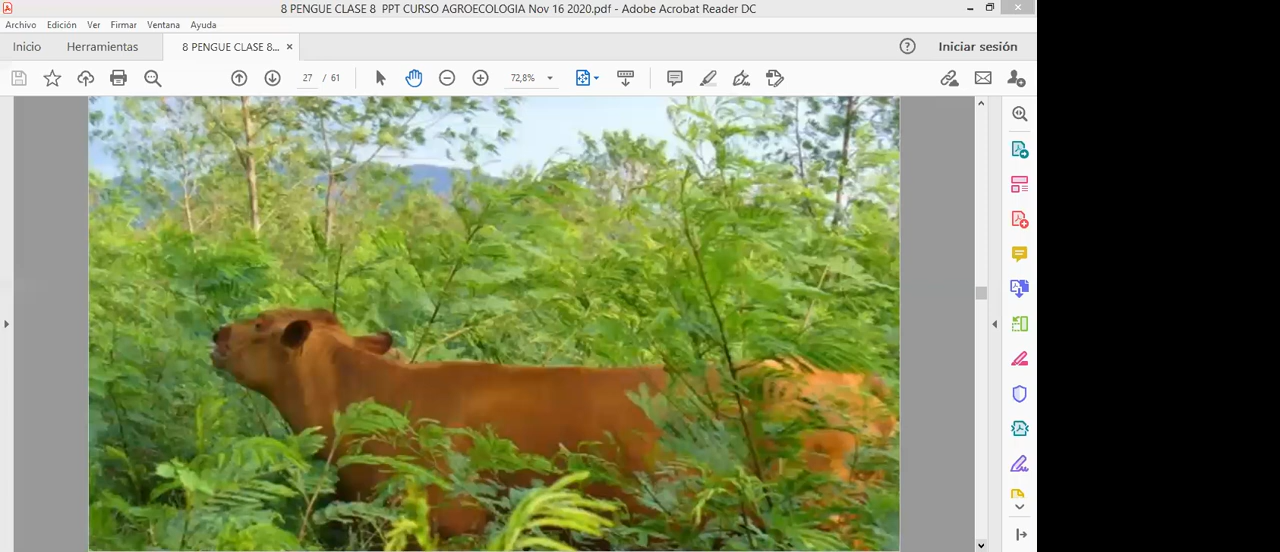 8 PENGUE CLASE 8  PPT CURSO AGROECOLOGIA Nov 16 2020.pdf - Adobe Acrobat Reader DC
Archivo Edición Ver Firmar Ventana Ayuda
Inicio Herramientas 8 PENGUE CLASE 8... × Iniciar sesión
27 / 61 72,8%